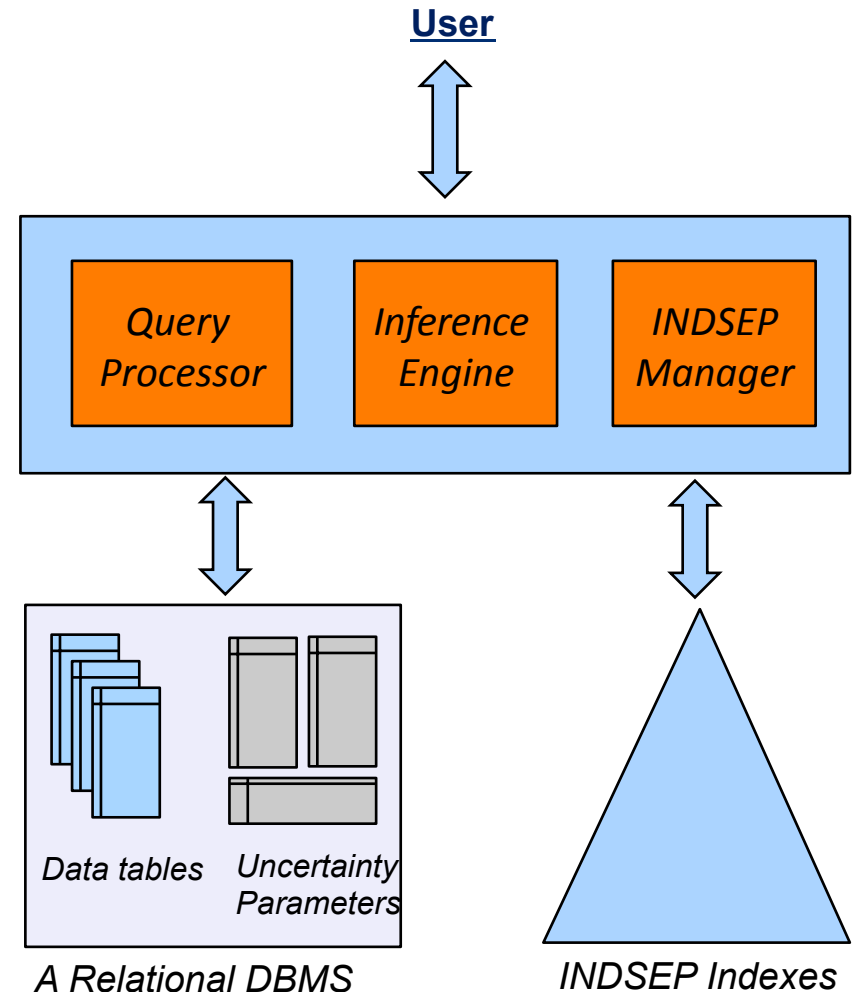 User
Query
Processor
Inference
Engine
INDSEP
Manager
Data tables
Uncertainty
Parameters
A Relational DBMS
INDSEP Indexes